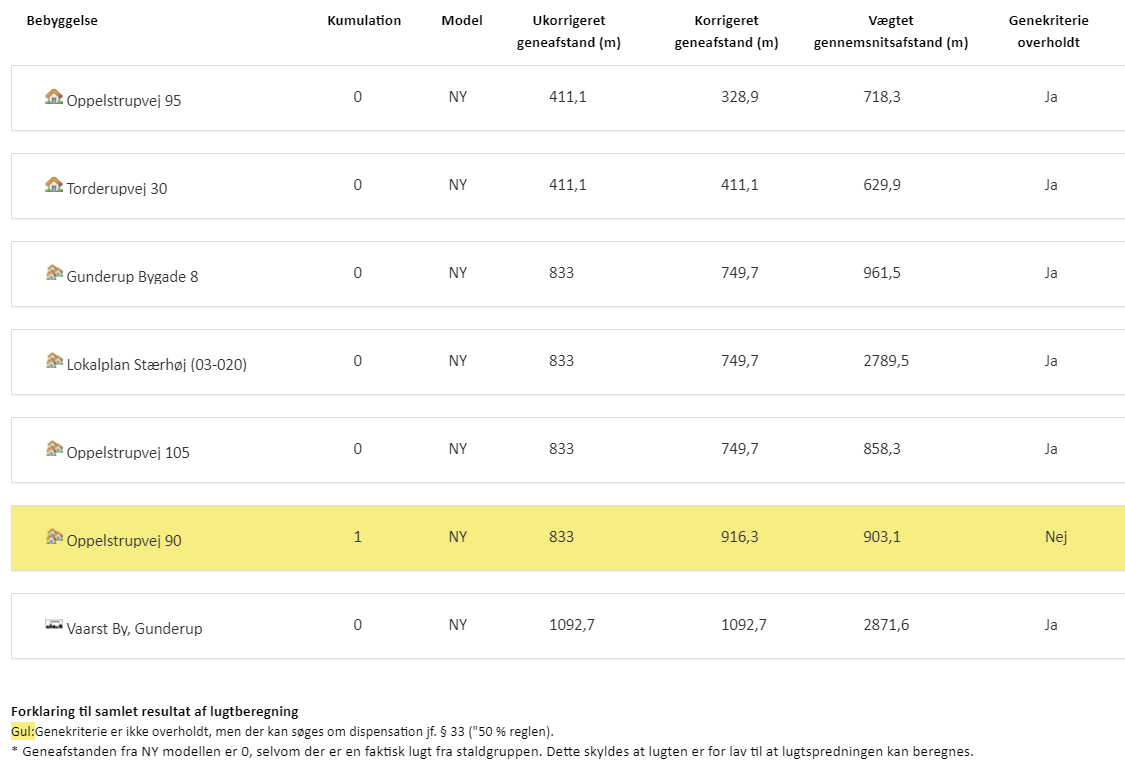 Bebyggelse Kumulation Model Ukorrigeret geneafstand (m) Korrigeret geneafstand (m) Vægtet gennemsnitsafstand (m) Genekriterie overholdt
Oppelstrupvej 95 0 NY 411,1 328,9 718,3 Ja
Torderupvej 30 0 NY 411,1 411,1 629,9 Ja
Gunderup Bygade 8 0 NY 833 749,7 961,5 Ja
Lokalplan Stærhøj (03-020) 0 NY 833 749,7 2789,5 Ja
Oppelstrupvej 105 0 NY 833 749,7 858,3 Ja
Oppelstrupvej 90 1 NY 833 916,3 903,1 Nej
Vaarst By, Gunderup 0 NY 1092,7 1092,7 2871,6 Ja
Forklaring til samlet resultat af lugtberegning
Gul:Genekriterie er ikke overholdt, men der kan søges om dispensation jf. § 33 ("50 % reglen).
* Geneafstanden fra NY modellen er 0, selvom der er en faktisk lugt fra staldgruppen. Dette skyldes at lugten er for lav til at lugtspredningen kan beregnes.